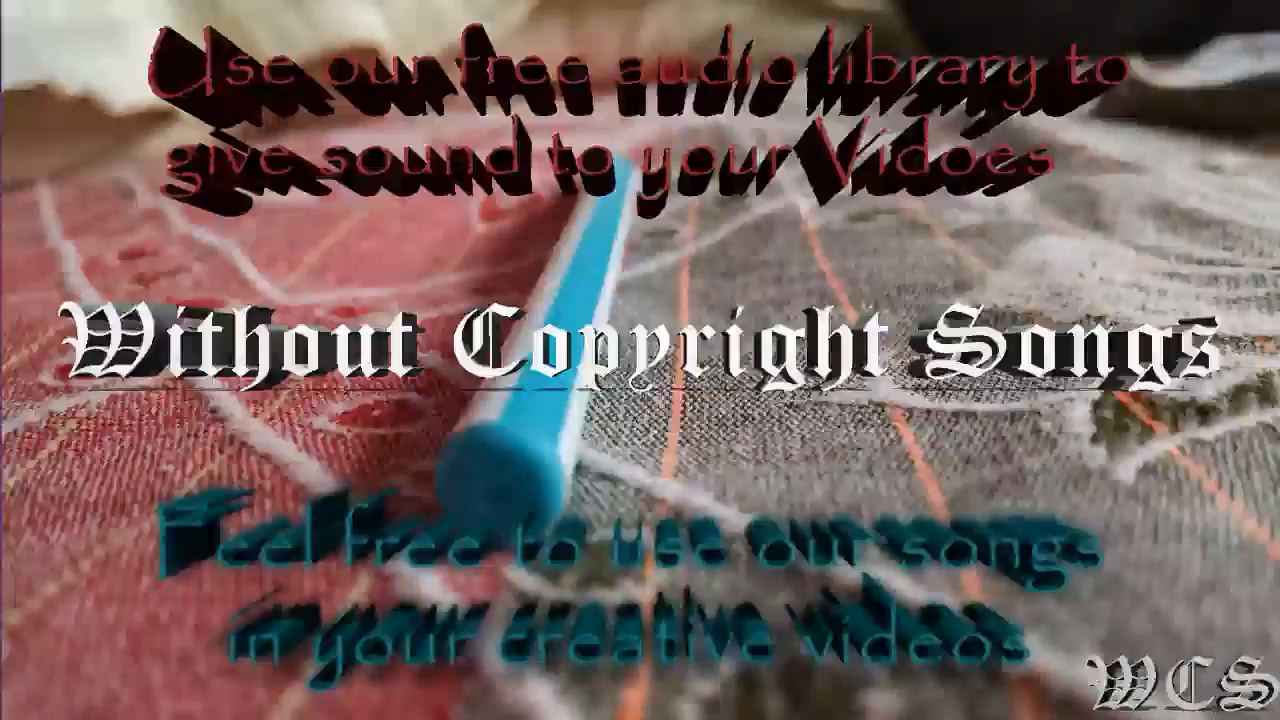 Use our free audio library to
give sound to your Vidoes
Without Copyright Songs
Feel free to use our songs
in your creative videos
WCS